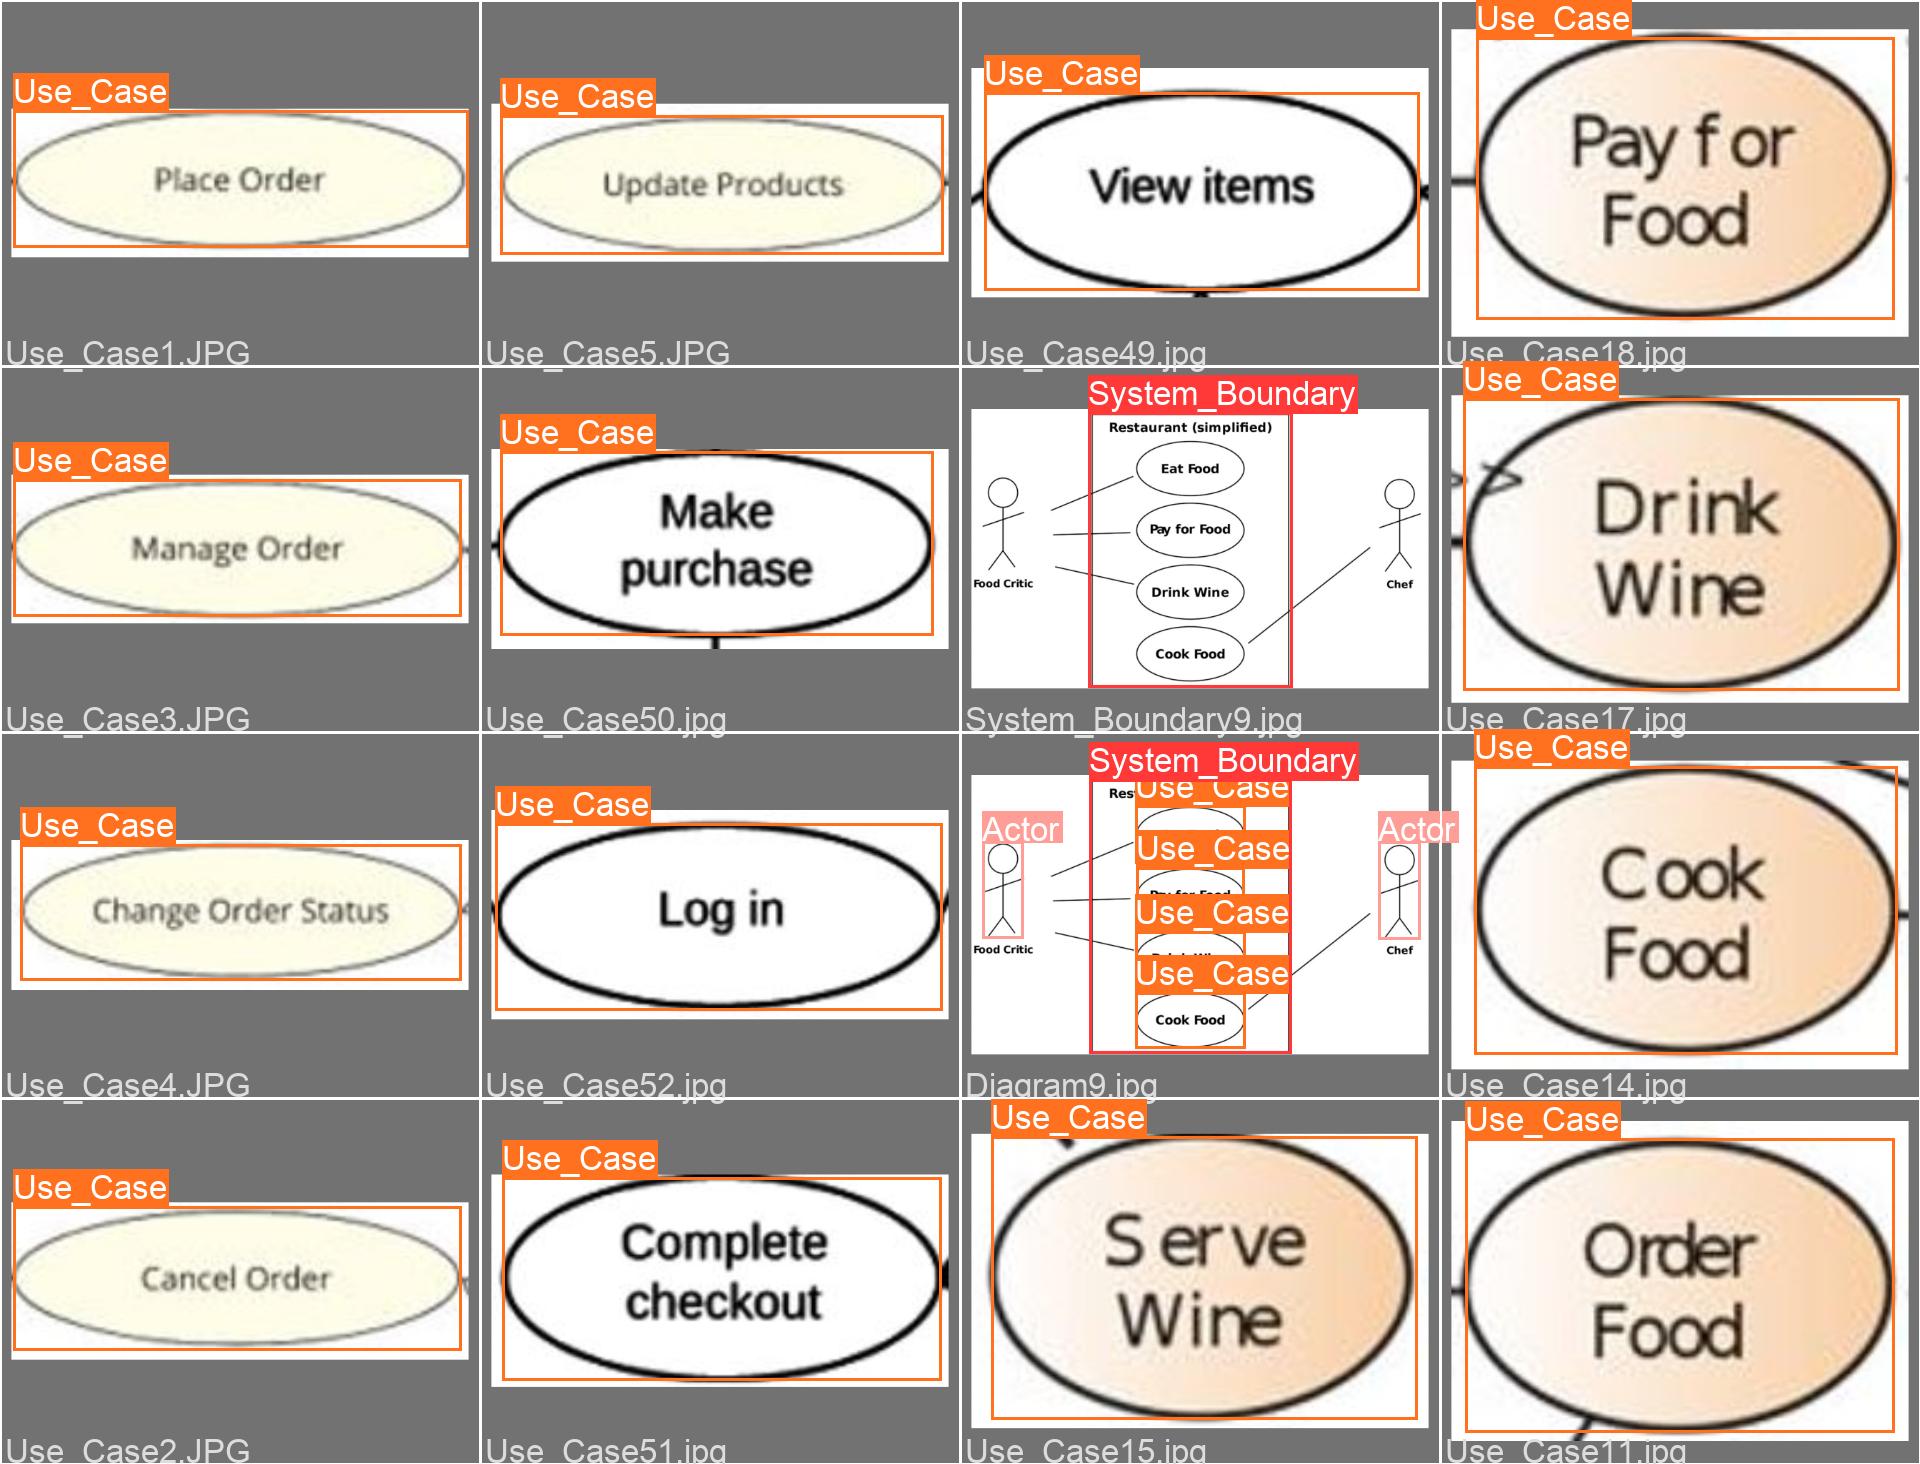 Use_Case
Place Order
Use_Case1.JPG
Use_Case
Update Products
Use_Case5.JPG
Use_Case
View items
Use_Case49.jpg
Use_Case
Pay for
Food
Use_Case18.jpg
Use_Case
Manage Order
Use_Case3.JPG
Use_Case
Make
purchase
Use_Case50.jpg
System_Boundary
Restaurant (simplified)
Eat Food
Pay for Food
Drink Wine
Cook Food
Food Critic
Chef
System_Boundary9.jpg
Use_Case
Drink
Wine
Use_Case17.jpg
Use_Case
Change Order Status
Use_Case4.JPG
Use_Case
Log in
Use_Case52.jpg
System_Boundary
Use_Case
Actor
Actor
Use_Case
Use_Case
Use_Case
Cook Food
Food Critic
Chef
Diagram9.jpg
Use_Case
Cook
Food
Use_Case14.jpg
Use_Case
Cancel Order
Use_Case2.JPG
Use_Case
Complete
checkout
Use_Case51.jpg
Use_Case
Serve
Wine
Use_Case15.jpg
Use_Case
Order
Food
Use_Case11.jpg